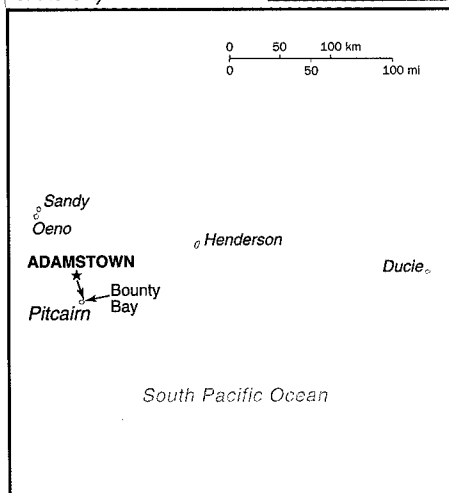 0 50 100 km
0 50 100 mi
Sandy
Oeno
Henderson
ADAMSTOWN
Ducie
Bounty
Bay
Pitcairn
South Pacific Ocean